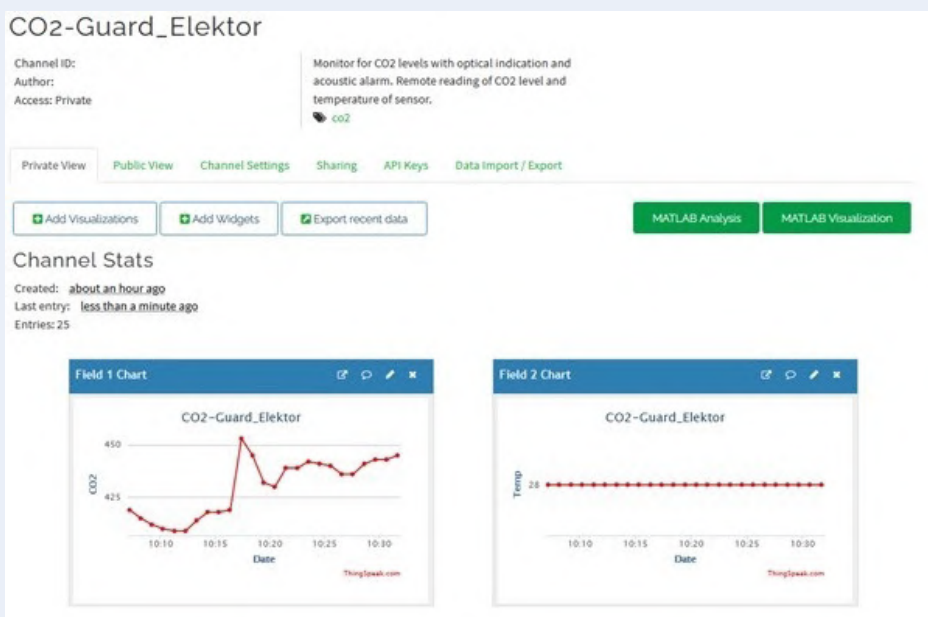 CO2-Guard_Elektor
Channel ID:
Author:
Access: Private
Monitor for CO2 levels with optical indication and
acoustic alarm. Remote reading of CO2 level and
temperature of sensor.
co2
Private View Public View Channel Settings Sharing API Keys Data Import / Export
Add Visualizations Add Widgets Export recent data MATLAB Analysis MATLAB Visualization
Channel Stats
Created: about an hour ago
Last entry: less than a minute ago
Entries: 25
Field 1 Chart
CO2-Guard_Elektor
450
425
CO2
10:10 10:15 10:20 10:25 10:30
Date
ThingSpeak.com
Field 2 Chart
CO2-Guard_Elektor
28
Temp
10:10 10:15 10:20 10:25 10:30
Date
ThingSpeak.com